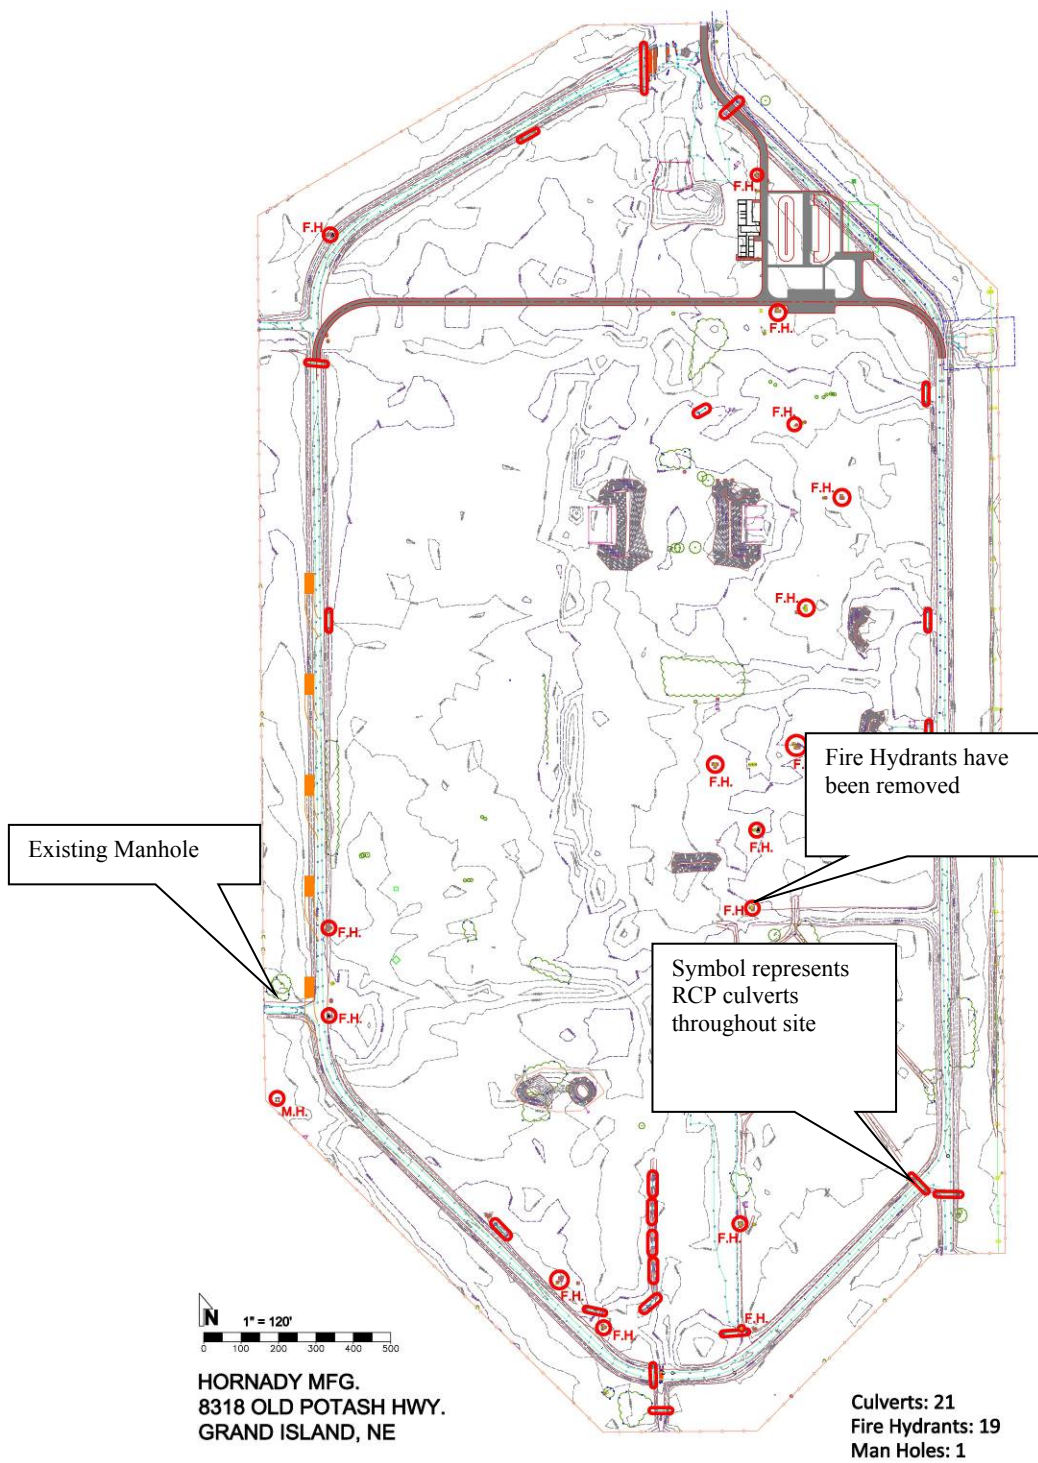 F.H.
F.H.
F.H.
F.H.
F.H.
F.H.
Fire Hydrants have
been removed
F.
F.H.
F.H.
Existing Manhole
F.H.
F.H.
Symbol represents
RCP culverts
throughout site
F.H.
M.H.
F.H.
F.H.
F.H.
F.H.
N
1" = 120'
0 100 200 300 400 500
HORNADY MFG.
8318 OLD POTASH HWY.
GRAND ISLAND, NE
Culverts: 21
Fire Hydrants: 19
Man Holes: 1